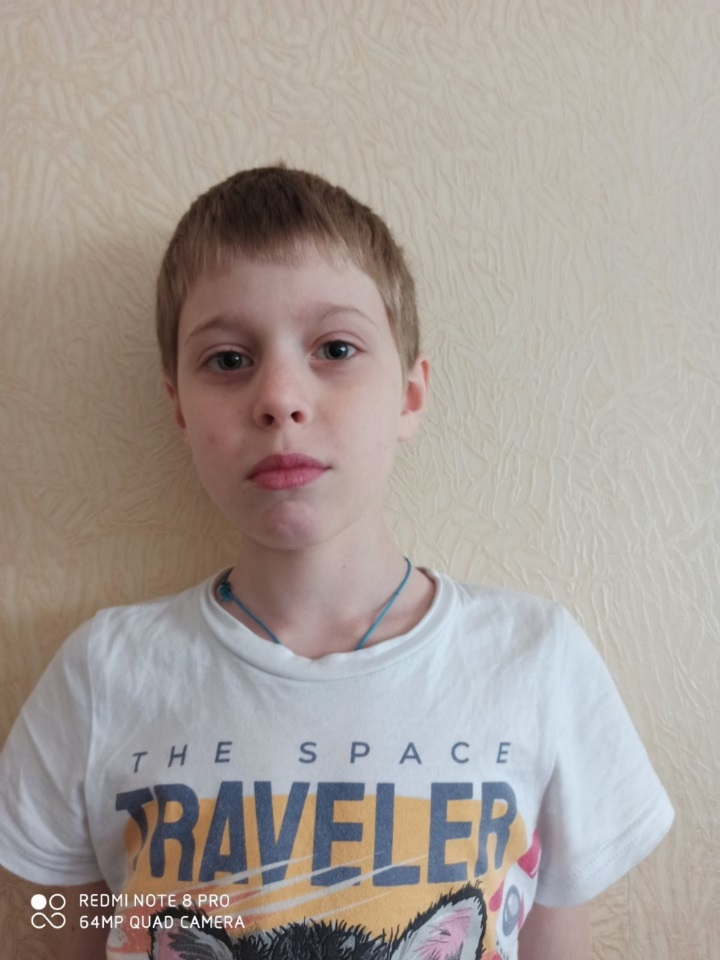 THE SPACE
TRAVELER
REDMI NOTE 8 PRO
64MP QUAD CAMERA